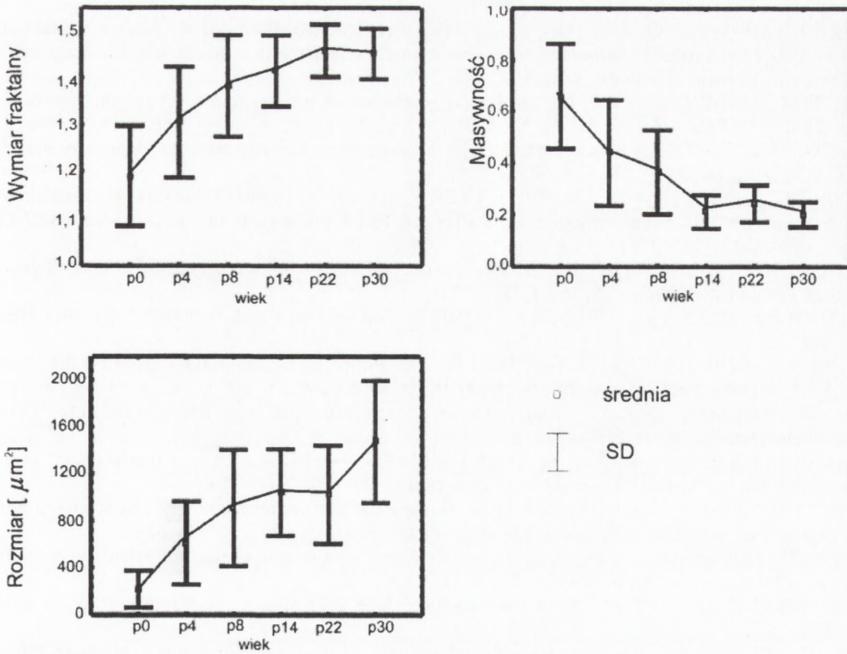 Wymiar fraktalny
1,5
1,4
1,3
1,2
1,1
1,0
p0 p4 p8 p14 p22 p30
wiek
Masywność
1,0
0,8
0,6
0,4
0,2
0,0
p0 p4 p8 p14 p22 p30
wiek
Rozmiar [ μm²]
2000
1600
1200
800
400
0
p0 p4 p8 p14 p22 p30
wiek
średnia
SD